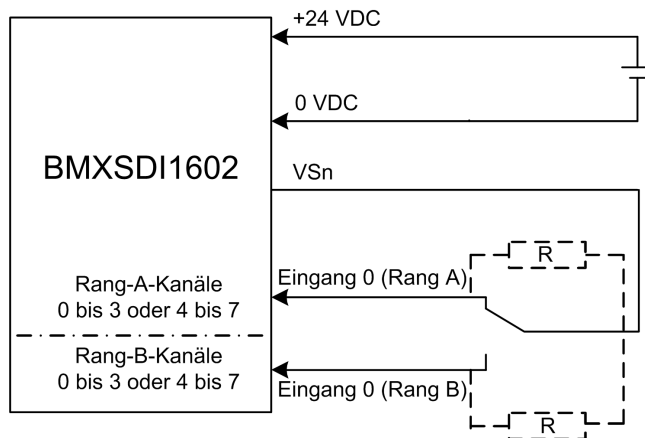 +24 VDC
0 VDC
BMXSDI1602
VSn
R
Rang-A-Kanäle
0 bis 3 oder 4 bis 7
Eingang 0 (Rang A)
Rang-B-Kanäle
0 bis 3 oder 4 bis 7
Eingang 0 (Rang B)
R